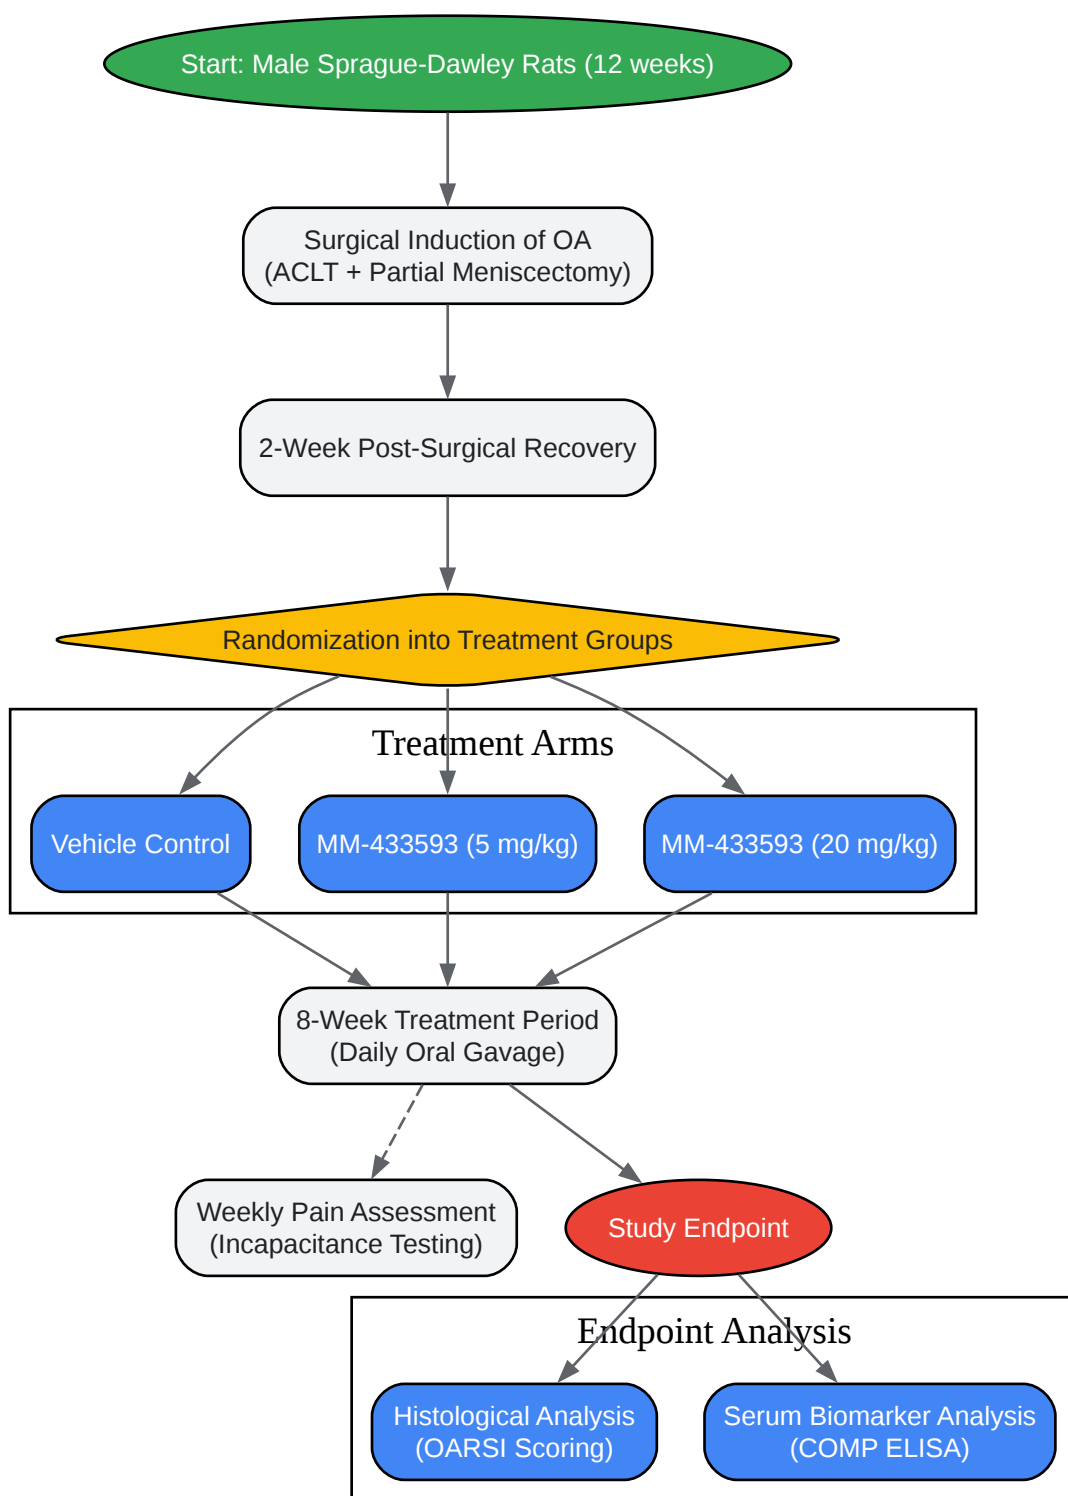 Start: Male Sprague-Dawley Rats (12 weeks)
Surgical Induction of OA
(ACLT + Partial Meniscectomy)
2-Week Post-Surgical Recovery
Randomization into Treatment Groups
Treatment Arms
Vehicle Control
MM-433593 (5 mg/kg)
MM-433593 (20 mg/kg)
8-Week Treatment Period
(Daily Oral Gavage)
Weekly Pain Assessment
(Incapacitance Testing)
Study Endpoint
Endpoint Analysis
Histological Analysis
(OARSI Scoring)
Serum Biomarker Analysis
(COMP ELISA)